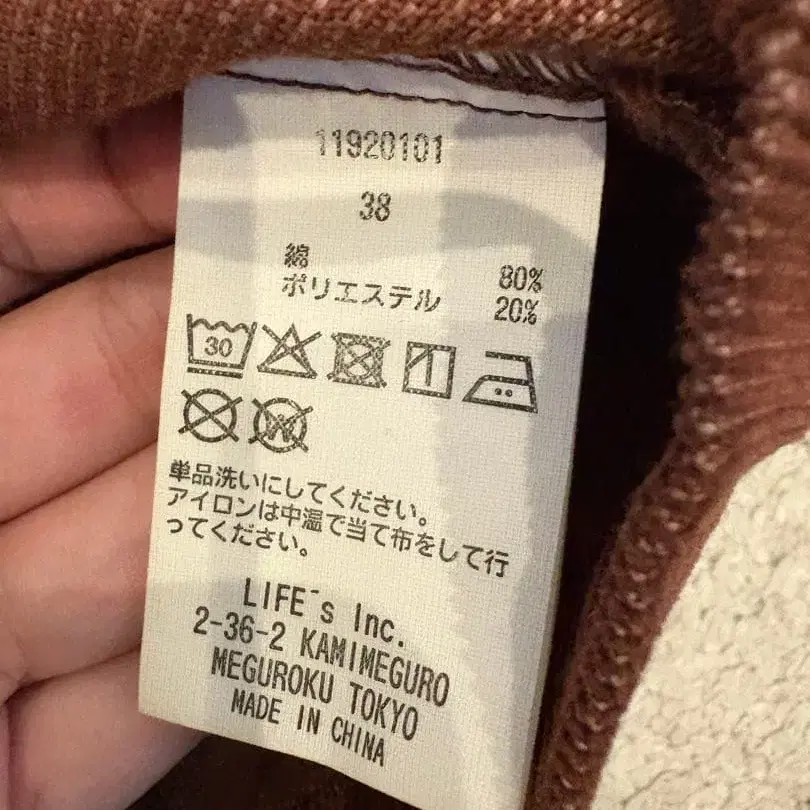 11920101
38
綿 80%
ポリエステル 20%
30
W
単品洗いにしてください。
アイロンは中温で当て布をして行
ってください。
LIFE´s Inc.
2-36-2 KAMIMEGURO
MEGUROKU TOKYO
MADE IN CHINA